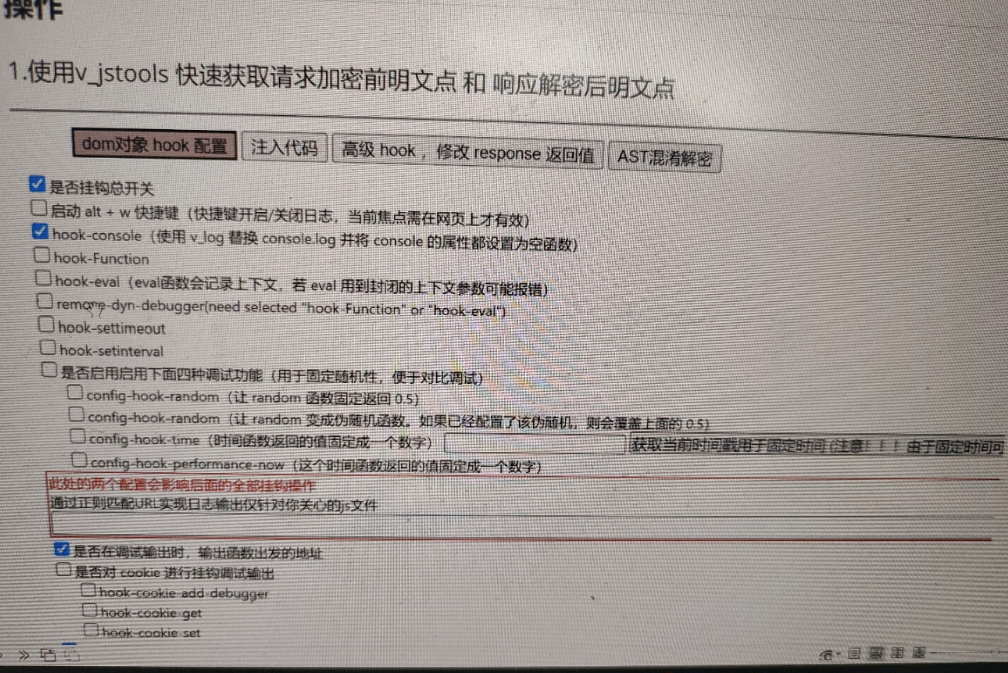 操作
1.使用v_jstools 快速获取请求加密前明文点 和 响应解密后明文点
dom对象 hook 配置 注入代码 高级 hook ，修改 response 返回值 AST混淆解密
是否挂钩总开关
启动 alt + w 快捷键（快捷键开启/关闭日志，当前焦点需在网页上才有效）
hook-console（使用 v_log 替换 console.log 并将 console 的属性都设置为空函数）
hook-Function
hook-eval（eval函数会记录上下文，若 eval 用到封闭的上下文参数可能报错）
remove-dyn-debugger(need selected "hook-Function" or "hook-eval")
hook-settimeout
hook-setinterval
是否启用启用下面四种调试功能（用于固定随机性，便于对比调试）
config-hook-random（让 random 函数固定返回 0.5）
config-hook-random（让 random 变成伪随机函数。如果已经配置了该伪随机，则会覆盖上面的 0.5）
config-hook-time（时间函数返回的值固定成一个数字） 获取当前时间戳用于固定时间 (注意！！！由于固定时间可
config-hook-performance-now（这个时间函数返回的值固定成一个数字）
此处的两个配置会影响后面的全部挂钩操作
通过正则匹配URL实现日志输出仅针对你关心的js文件
是否在调试输出时，输出函数出发的地址
是否对 cookie 进行挂钩调试输出
hook-cookie-add-debugger
hook-cookie-get
hook-cookie-set